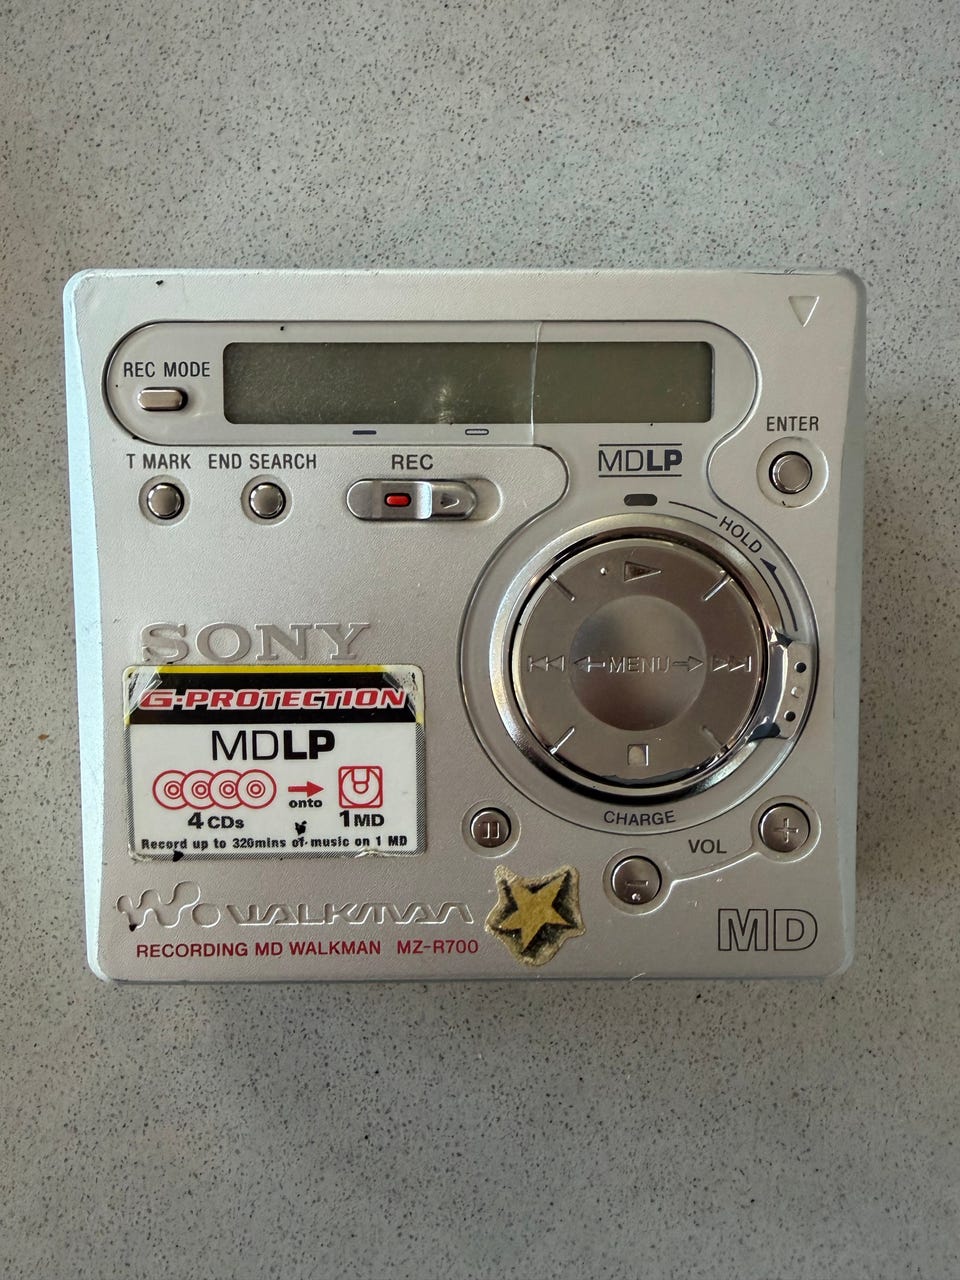 REC MODE
ENTER
T MARK
END SEARCH
REC
MDLP
HOLD
SONY
MENU
G-PROTECTION
MDLP
onto
4 CDs
1 MD
Record up to 320mins of music on 1 MD
CHARGE
VOL
WALKMAN
MD
RECORDING MD WALKMAN MZ-R700